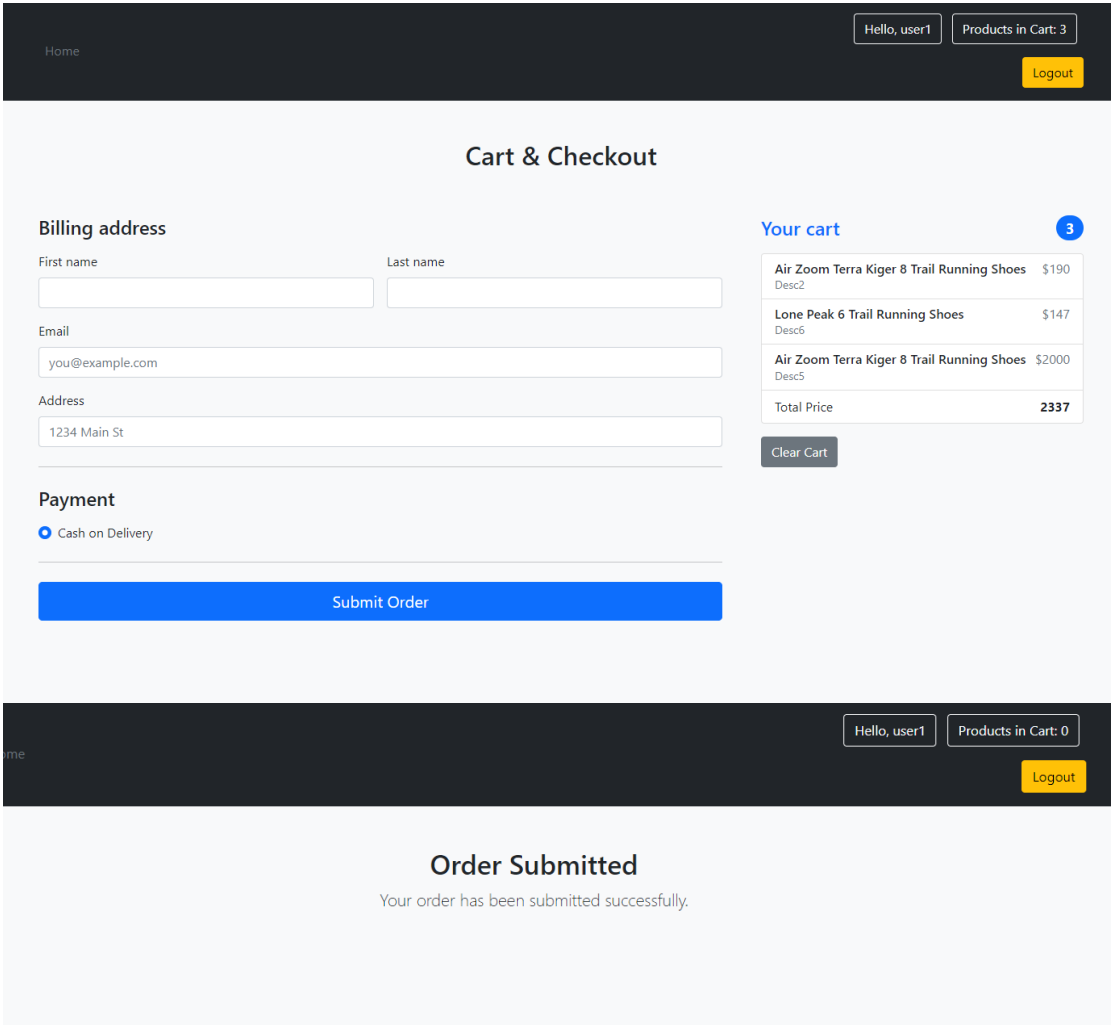 Home
Hello, user1
Products in Cart: 3
Logout
Cart & Checkout
Billing address
First name
Last name
Email
you@example.com
Address
1234 Main St
Payment
Cash on Delivery
Submit Order
Your cart
3
Air Zoom Terra Kiger 8 Trail Running Shoes $190
Desc2
Lone Peak 6 Trail Running Shoes $147
Desc6
Air Zoom Terra Kiger 8 Trail Running Shoes $2000
Desc5
Total Price 2337
Clear Cart
ome
Hello, user1
Products in Cart: 0
Logout
Order Submitted
Your order has been submitted successfully.